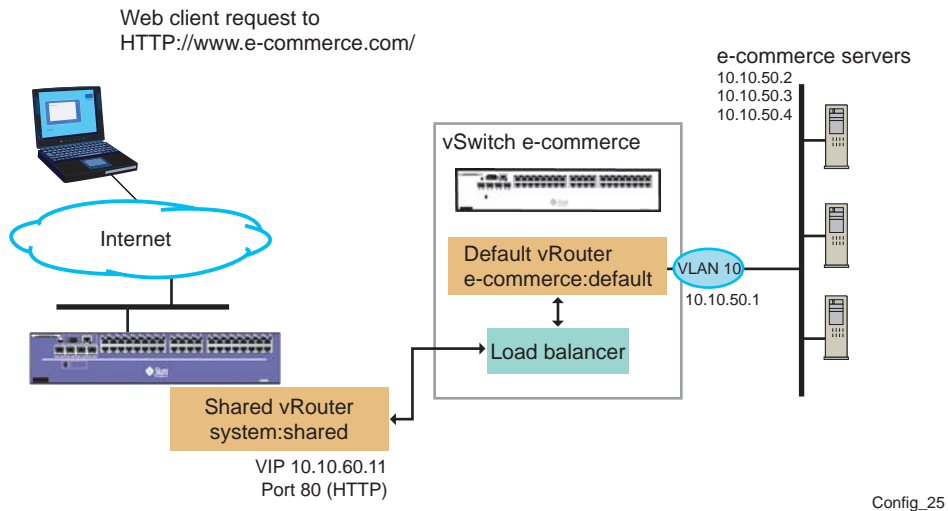 Web client request to
HTTP://www.e-commerce.com/
e-commerce servers
10.10.50.2
10.10.50.3
10.10.50.4
vSwitch e-commerce
Internet
Default vRouter
e-commerce:default
VLAN 10
10.10.50.1
Load balancer
Sun
Shared vRouter
system:shared
VIP 10.10.60.11
Port 80 (HTTP)
Config_25